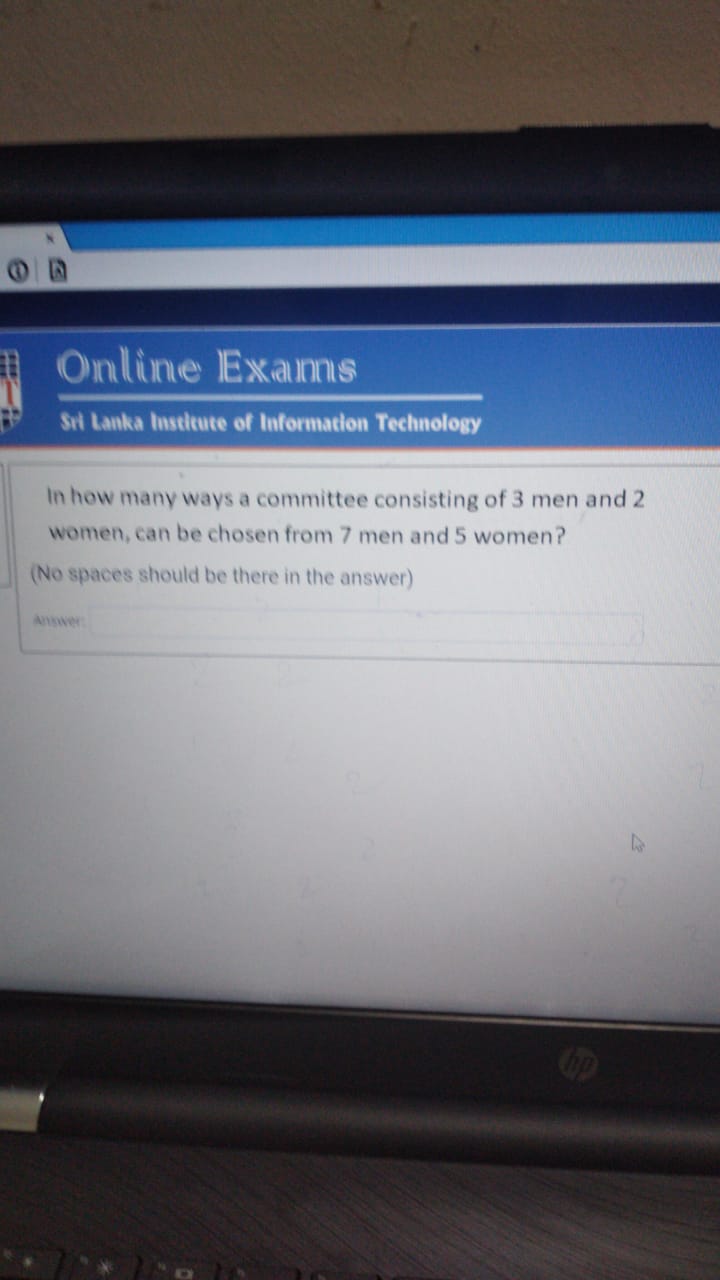 Online Exams
Sri Lanka Institute of Information Technology
In how many ways a committee consisting of 3 men and 2
women, can be chosen from 7 men and 5 women?
(No spaces should be there in the answer)
Answer:
hp